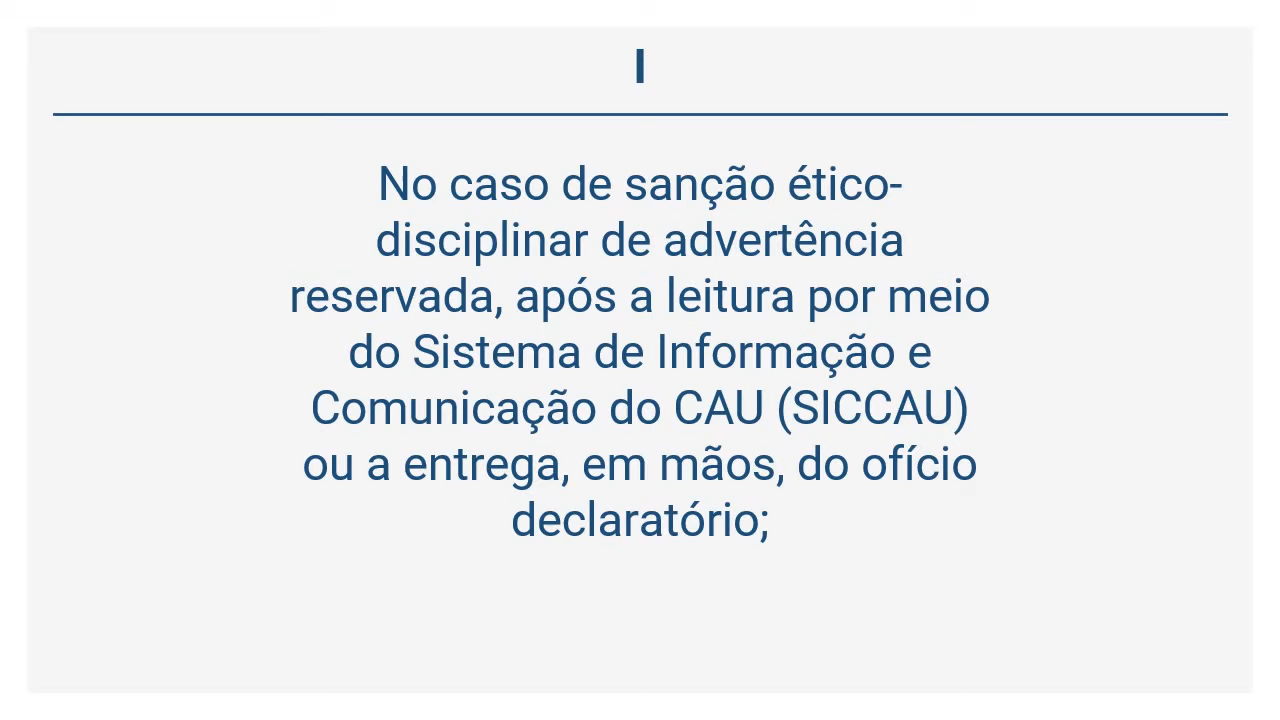 I
No caso de sanção ético-
disciplinar de advertência
reservada, após a leitura por meio
do Sistema de Informação e
Comunicação do CAU (SICCAU)
ou a entrega, em mãos, do ofício
declaratório;